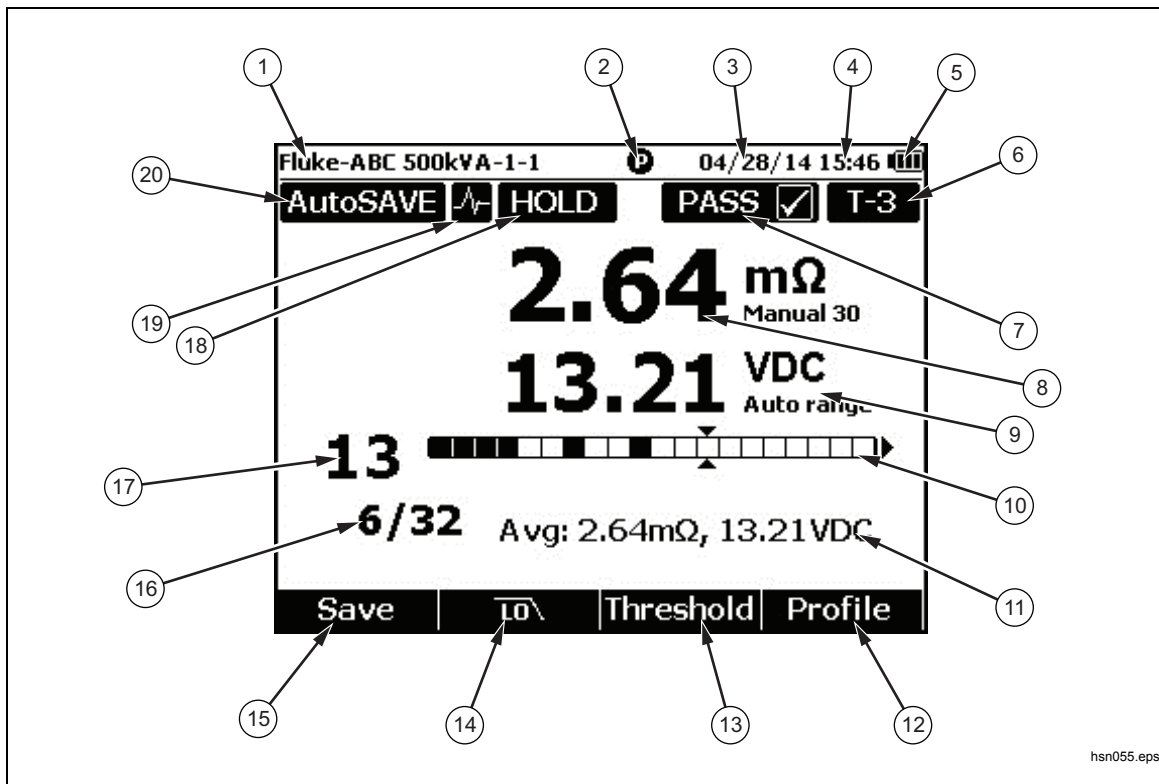 1 2 3 4 5
Fluke-ABC 500kVA-1-1 P 04/28/14 15:46
20 6
AutoSAVE HOLD PASS T-3
2.64 mΩ
Manual 30
19 18 7
13.21 VDC
Auto range
8
9
13
17 10
6/32 Avg: 2.64mΩ, 13.21VDC
16 11
Save LO Threshold Profile
15 14 13 12
hsn055.eps